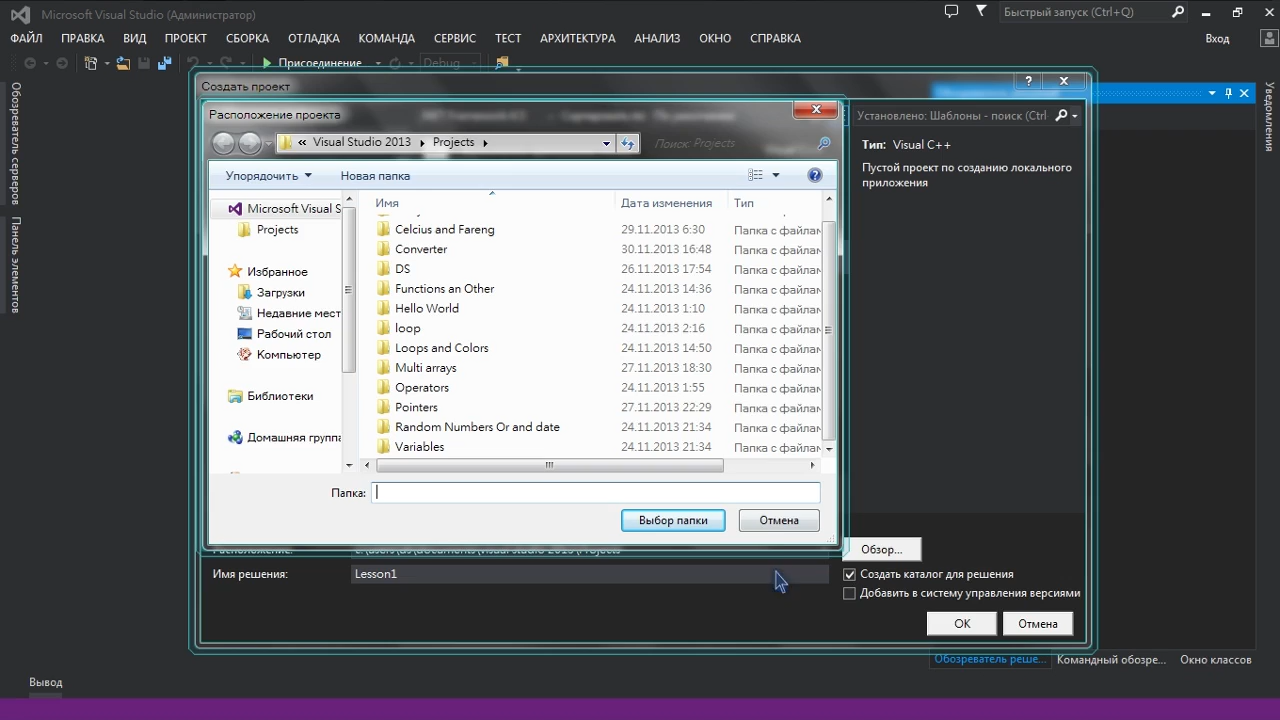 Microsoft Visual Studio (Администратор)
Быстрый запуск (Ctrl+Q)
ФАЙЛ ПРАВКА ВИД ПРОЕКТ СБОРКА ОТЛАДКА КОМАНДА СЕРВИС ТЕСТ АРХИТЕКТУРА АНАЛИЗ ОКНО СПРАВКА
Вход
Присоединение
Debug
Обозреватель серверов
Панель элементов
Уведомления
Создать проект
Расположение проекта
Установлено: Шаблоны - поиск (Ctrl
« Visual Studio 2013 Projects
Поиск: Projects
Тип: Visual C++
Пустой проект по созданию локального
приложения
Упорядочить
Новая папка
Microsoft Visual S
Projects
Избранное
Загрузки
Недавние мест
Рабочий стол
Компьютер
Библиотеки
Домашняя группа
Имя Дата изменения Тип
Celcius and Fareng 29.11.2013 6:30 Папка с файлам
Converter 30.11.2013 16:48 Папка с файлам
DS 26.11.2013 17:54 Папка с файлам
Functions an Other 24.11.2013 14:36 Папка с файлам
Hello World 24.11.2013 1:10 Папка с файлам
loop 24.11.2013 2:16 Папка с файлам
Loops and Colors 24.11.2013 14:50 Папка с файлам
Multi arrays 27.11.2013 18:30 Папка с файлам
Operators 24.11.2013 1:55 Папка с файлам
Pointers 27.11.2013 22:29 Папка с файлам
Random Numbers Or and date 24.11.2013 21:34 Папка с файлам
Variables 24.11.2013 21:34 Папка с файлам
Папка:
Выбор папки
Отмена
Обзор...
Имя решения: Lesson1
Создать каталог для решения
Добавить в систему управления версиями
OK
Отмена
Обозреватель реше... Командный обозре... Окно классов
Вывод